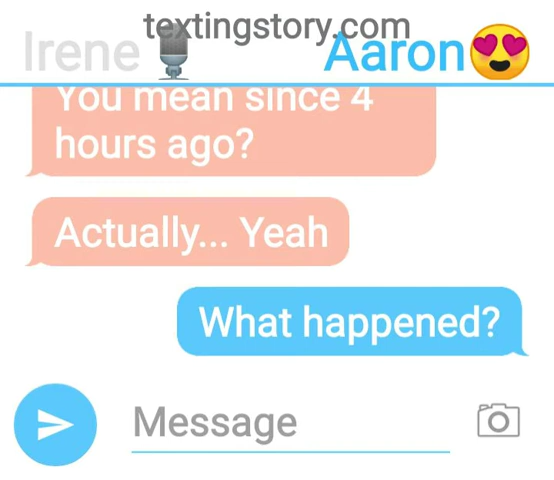 textingstory.com
Irene Aaron
You mean since 4
hours ago?
Actually... Yeah
What happened?
Message